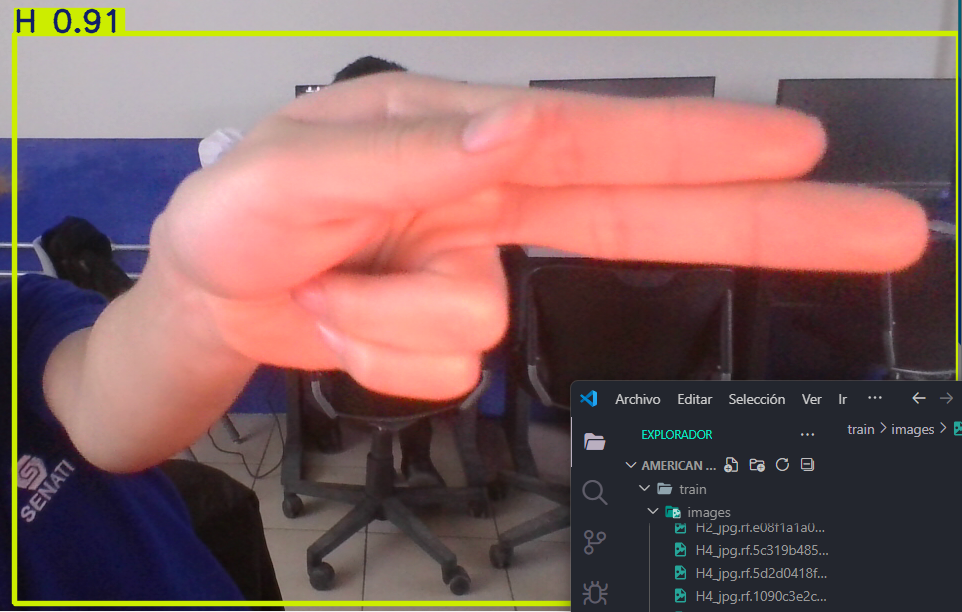 H 0.91
SENATI
Archivo Editar Selección Ver Ir ···
EXPLORADOR ···
train > images >
AMERICAN ...
train
images
H2_jpg.rf.e08f1a1a0...
H4_jpg.rf.5c319b485...
H4_jpg.rf.5d2d0418f...
H4_jpg.rf.1090c3e2c...